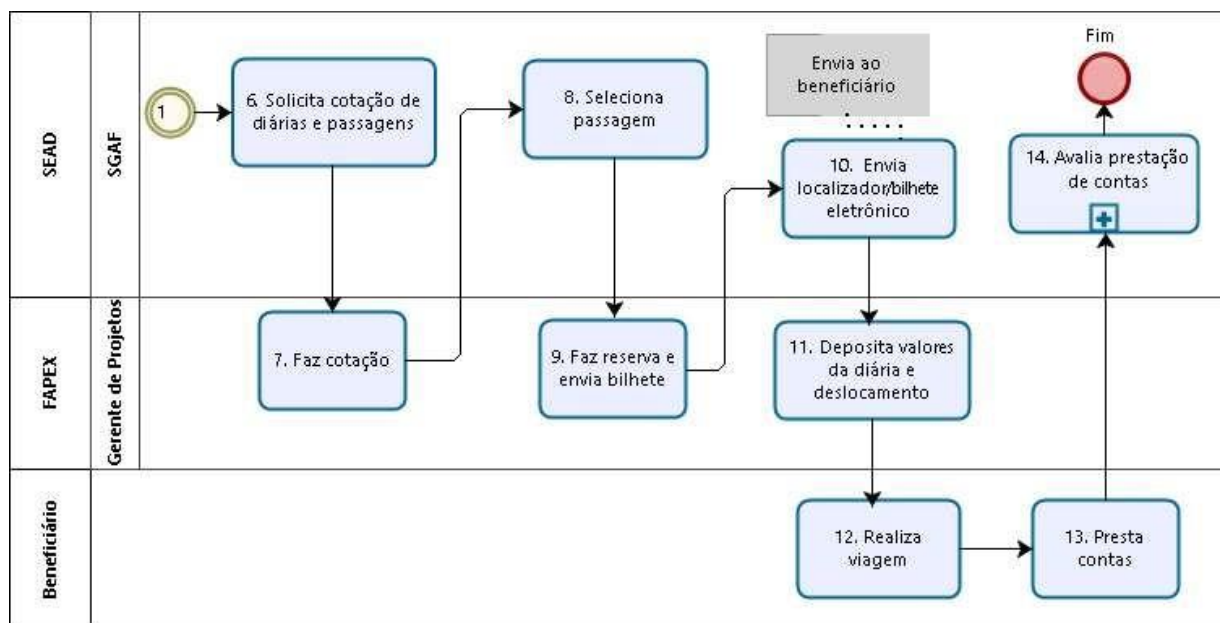 SEAD
SGAF
1
6. Solicita cotação de
diárias e passagens
8. Seleciona
passagem
Envia ao
beneficiário
10. Envia
localizador/bilhete
eletrônico
Fim
14. Avalia prestação
de contas
FAPEX
Gerente de Projetos
7. Faz cotação
9. Faz reserva e
envia bilhete
11. Deposita valores
da diária e
deslocamento
Beneficiário
12. Realiza
viagem
13. Presta
contas